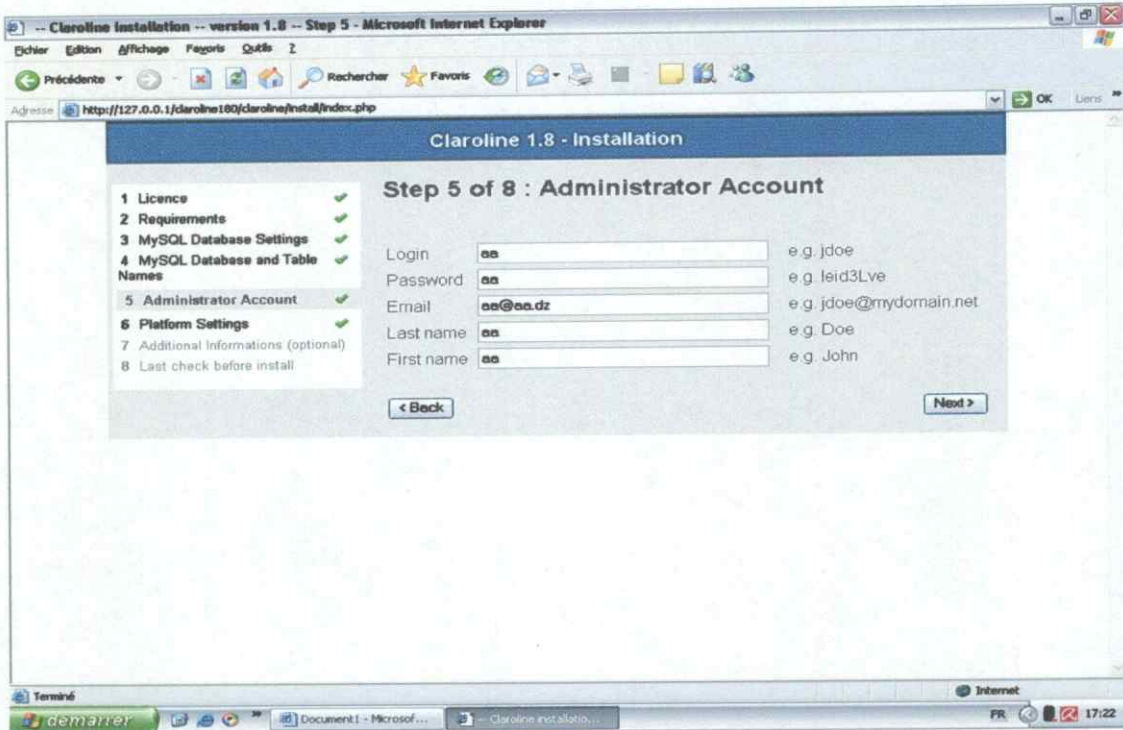 -- Claroline Installation -- version 1.8 -- Step 5 - Microsoft Internet Explorer
Fichier Edition Affichage Favoris Outils ?
Précédente Rechercher Favoris
Adresse http://127.0.0.1/claroline180/claroline/install/index.php OK Liens
Claroline 1.8 - Installation
Step 5 of 8 : Administrator Account
1 Licence
2 Requirements
3 MySQL Database Settings
4 MySQL Database and Table
Names
5 Administrator Account
6 Platform Settings
7 Additional Informations (optional)
8 Last check before install
Login aa e.g. jdoe
Password aa e.g. leid3Lve
Email aa@aa.dz e.g. jdoe@mydomain.net
Last name aa e.g. Doe
First name aa e.g. John
< Back Next >
Terminé Internet
démarrer Document1 - Microsof... -- Claroline installatio... FR 17:22